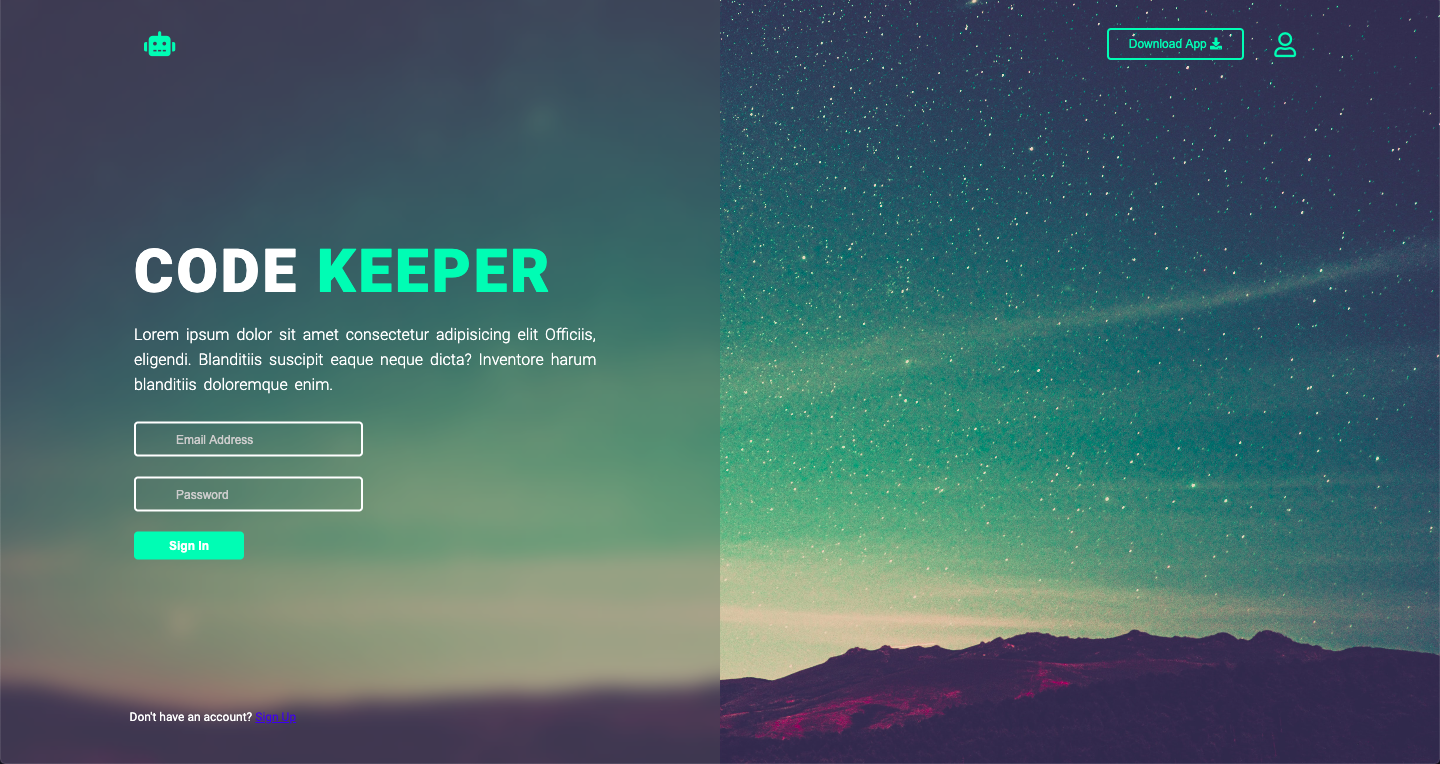 Download App
CODE KEEPER
Lorem ipsum dolor sit amet consectetur adipisicing elit Officiis,
eligendi. Blanditiis suscipit eaque neque dicta? Inventore harum
blanditiis doloremque enim.
Email Address
Password
Sign In
Don't have an account? Sign Up